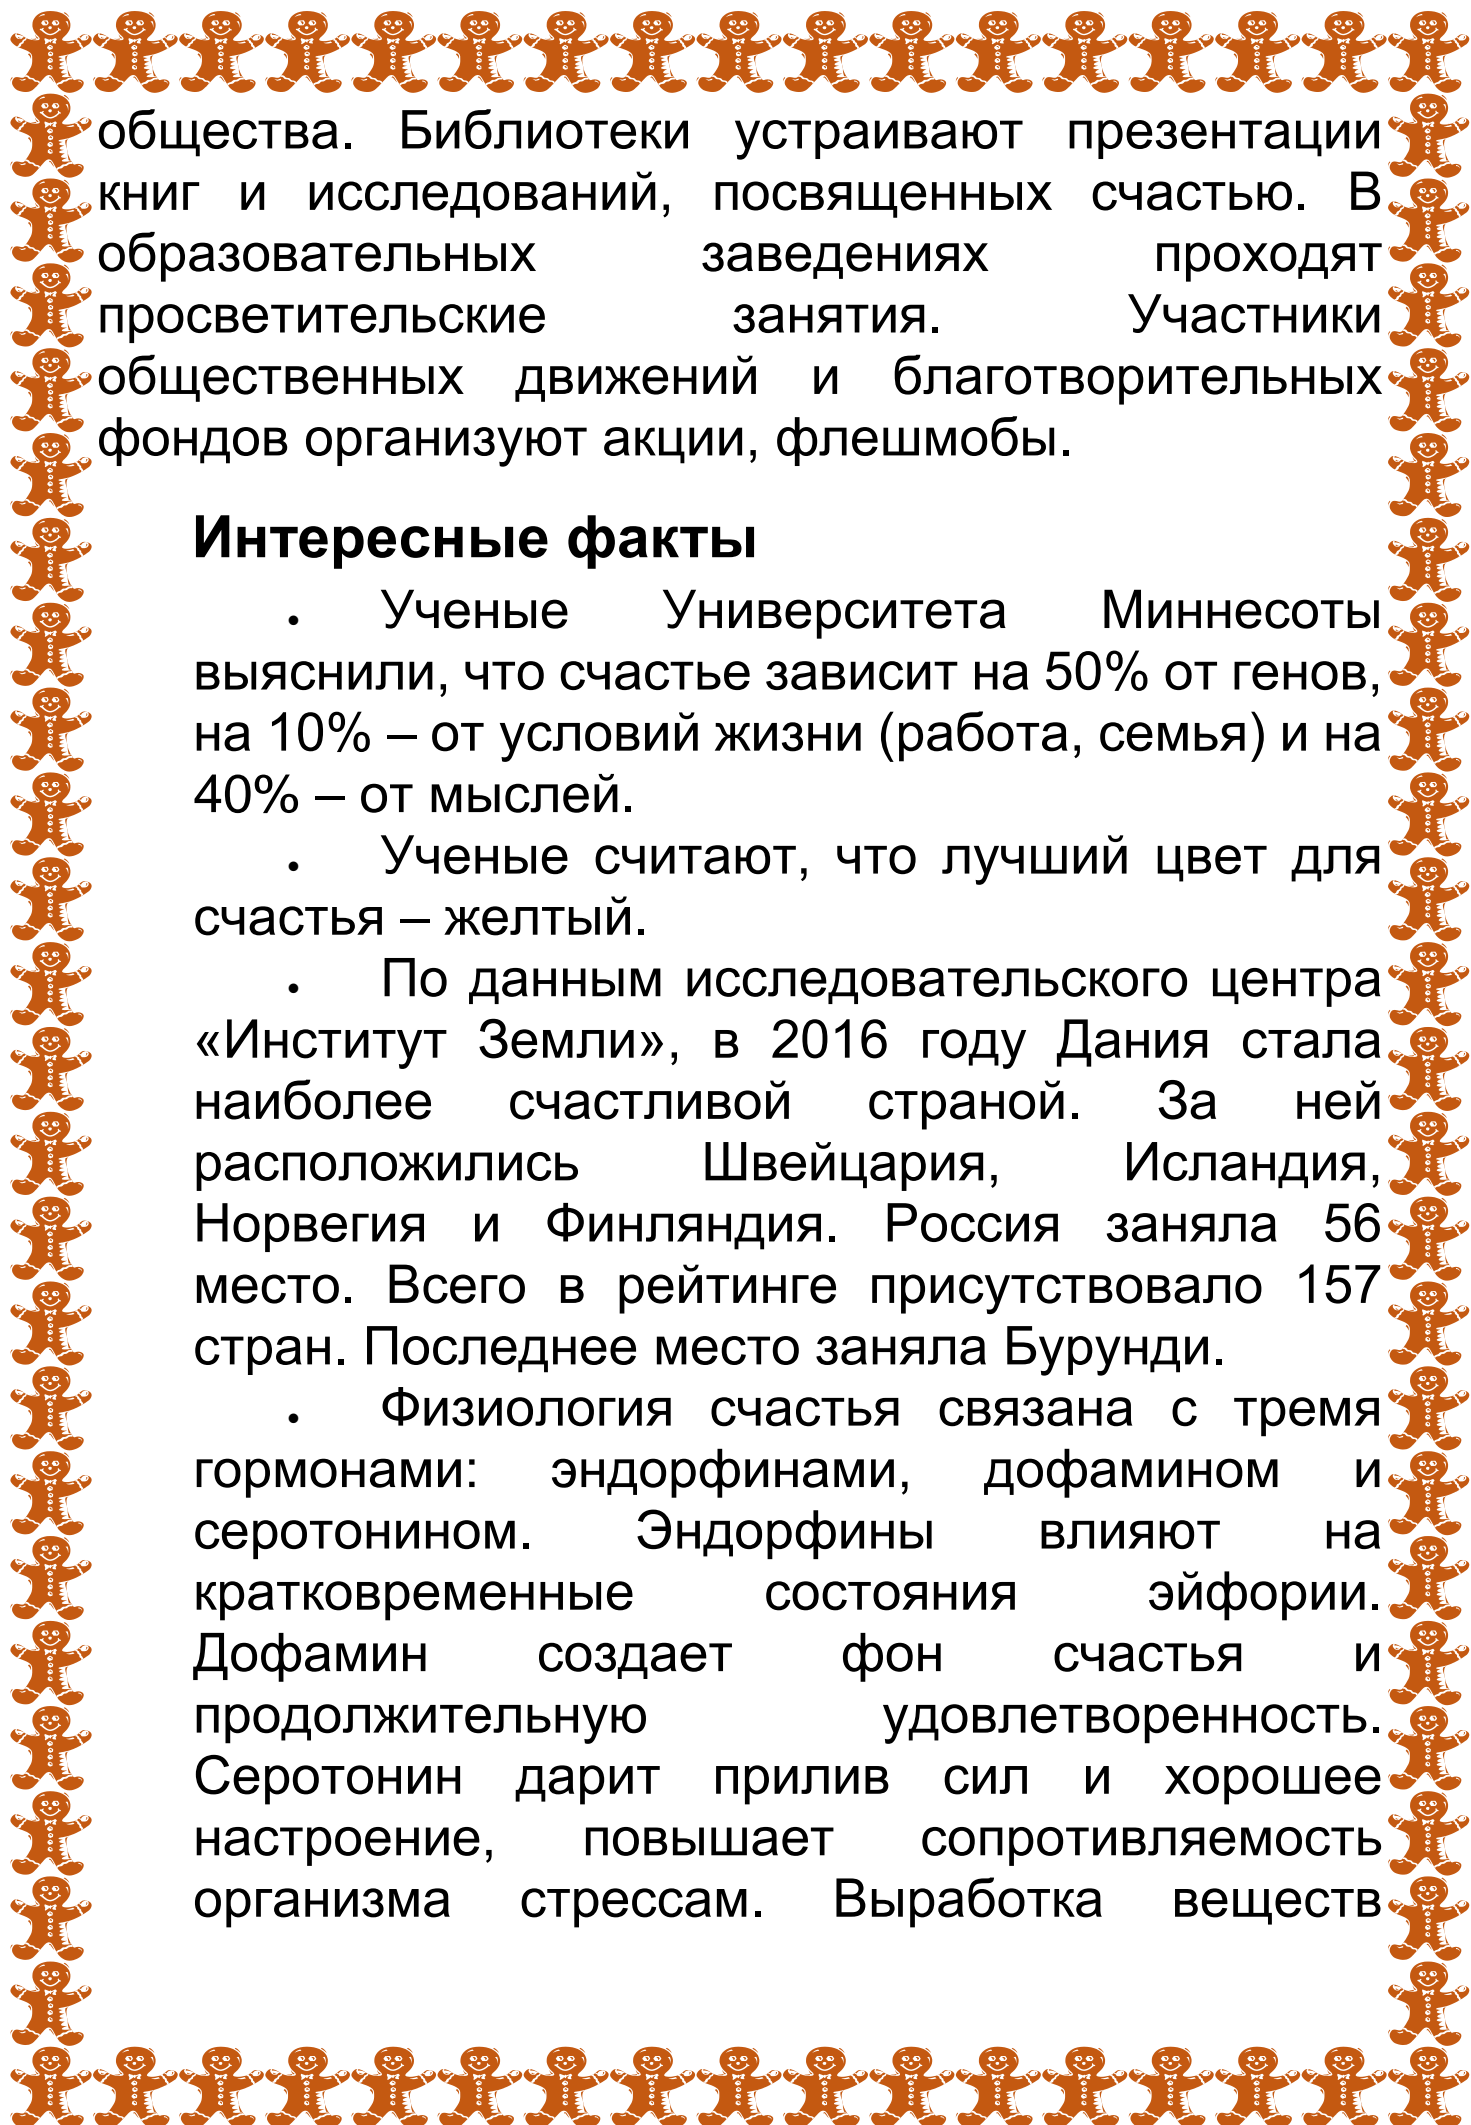 общества. Библиотеки устраивают презентации
книг и исследований, посвященных счастью. В
образовательных заведениях проходят
просветительские занятия. Участники
общественных движений и благотворительных
фондов организуют акции, флешмобы.
Интересные факты
• Ученые Университета Миннесоты
выяснили, что счастье зависит на 50% от генов,
на 10% – от условий жизни (работа, семья) и на
40% – от мыслей.
• Ученые считают, что лучший цвет для
счастья – желтый.
• По данным исследовательского центра
«Институт Земли», в 2016 году Дания стала
наиболее счастливой страной. За ней
расположились Швейцария, Исландия,
Норвегия и Финляндия. Россия заняла 56
место. Всего в рейтинге присутствовало 157
стран. Последнее место заняла Бурунди.
• Физиология счастья связана с тремя
гормонами: эндорфинами, дофамином и
серотонином. Эндорфины влияют на
кратковременные состояния эйфории.
Дофамин создает фон счастья и
продолжительную удовлетворенность.
Серотонин дарит прилив сил и хорошее
настроение, повышает сопротивляемость
организма стрессам. Выработка веществ